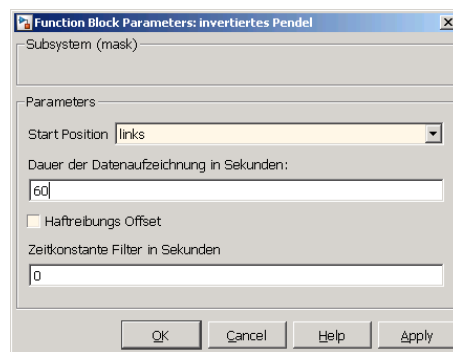 Function Block Parameters: invertiertes Pendel
Subsystem (mask)
Parameters
Start Position links
Dauer der Datenaufzeichnung in Sekunden:
60
Haftreibungs Offset
Zeitkonstante Filter in Sekunden
0
OK Cancel Help Apply